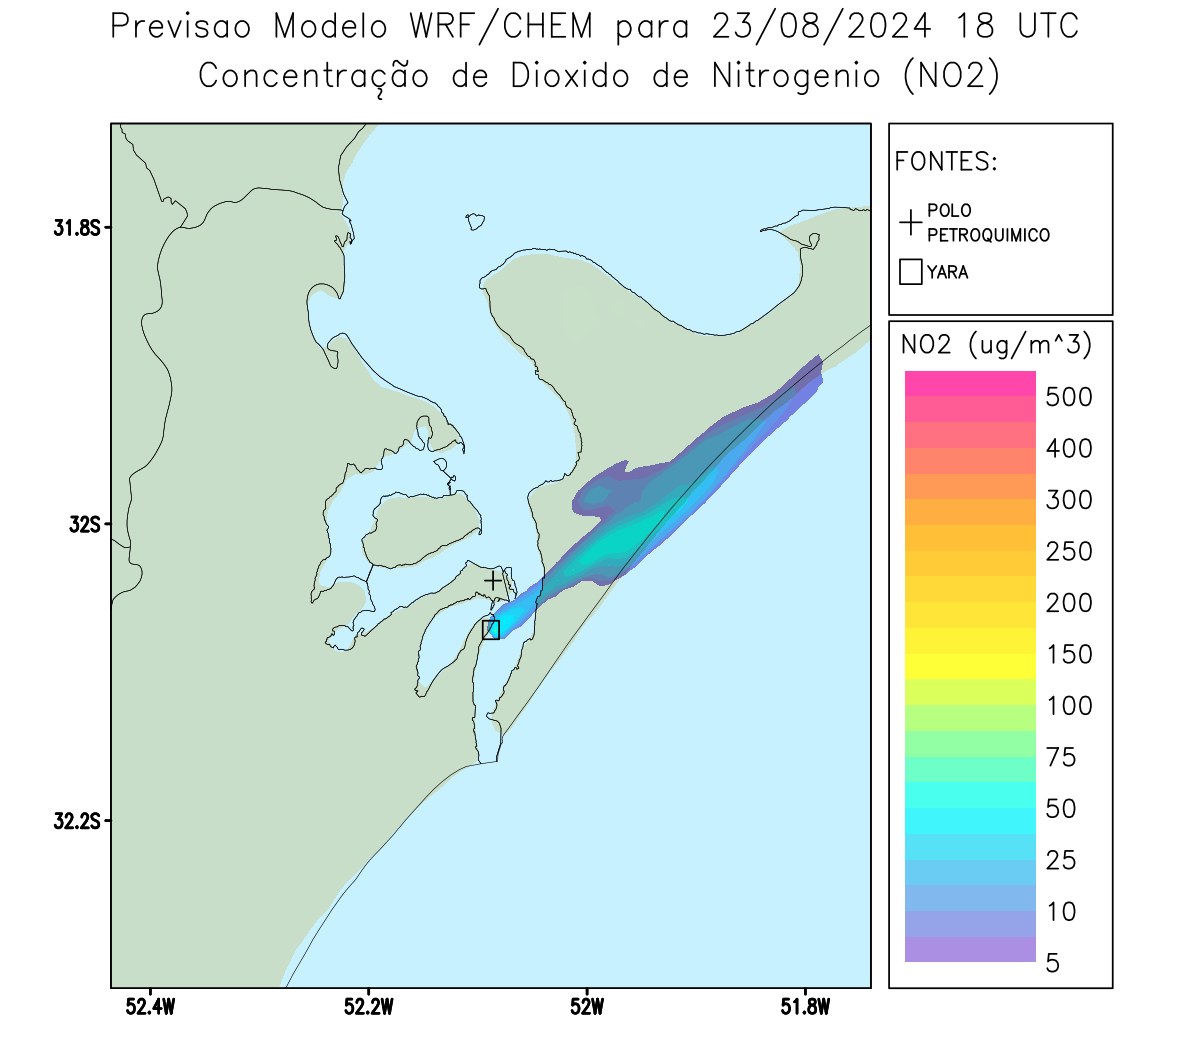 Previsao Modelo WRF/CHEM para 23/08/2024 18 UTC
Concentração de Dioxido de Nitrogenio (NO2)
FONTES:
POLO
PETROQUIMICO
YARA
NO2 (ug/m^3)
500
400
300
250
200
150
100
75
50
25
10
5
31.8S
32S
32.2S
52.4W
52.2W
52W
51.8W